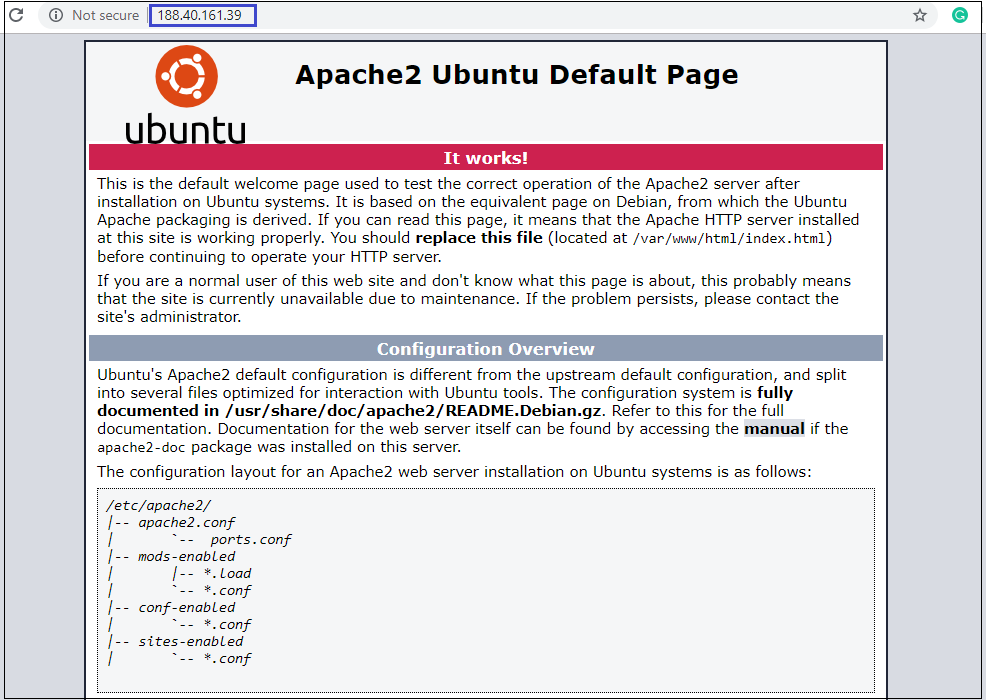 Not secure | 188.40.161.39
ubuntu
Apache2 Ubuntu Default Page
It works!
This is the default welcome page used to test the correct operation of the Apache2 server after
installation on Ubuntu systems. It is based on the equivalent page on Debian, from which the Ubuntu
Apache packaging is derived. If you can read this page, it means that the Apache HTTP server installed
at this site is working properly. You should replace this file (located at /var/www/html/index.html)
before continuing to operate your HTTP server.
If you are a normal user of this web site and don't know what this page is about, this probably means
that the site is currently unavailable due to maintenance. If the problem persists, please contact the
site's administrator.
Configuration Overview
Ubuntu's Apache2 default configuration is different from the upstream default configuration, and split
into several files optimized for interaction with Ubuntu tools. The configuration system is fully
documented in /usr/share/doc/apache2/README.Debian.gz. Refer to this for the full
documentation. Documentation for the web server itself can be found by accessing the manual if the
apache2-doc package was installed on this server.
The configuration layout for an Apache2 web server installation on Ubuntu systems is as follows:
/etc/apache2/
|-- apache2.conf
|       `--  ports.conf
|-- mods-enabled
|       |-- *.load
|       `-- *.conf
|-- conf-enabled
|       `-- *.conf
|-- sites-enabled
|       `-- *.conf